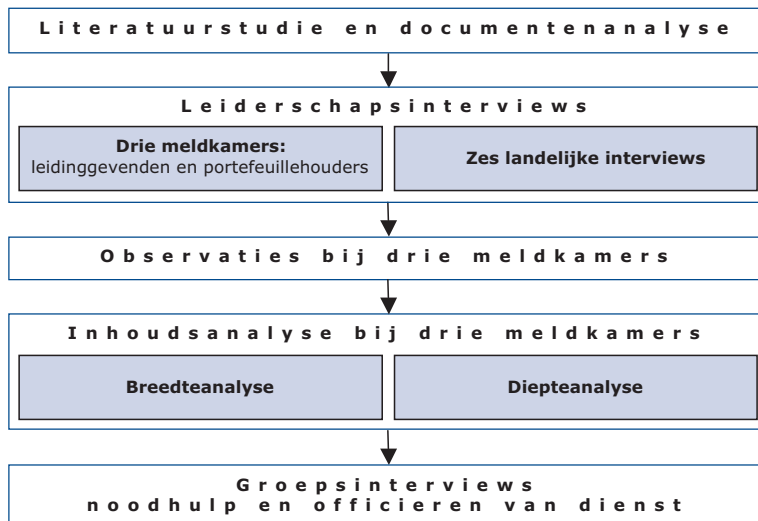 Literatuurstudie en documentenanalyse
Leiderschapsinterviews
Drie meldkamers:
leidinggevenden en portefeuillehouders
Zes landelijke interviews
Observaties bij drie meldkamers
Inhoudsanalyse bij drie meldkamers
Breedteanalyse
Diepteanalyse
Groepsinterviews
noodhulp en officieren van dienst